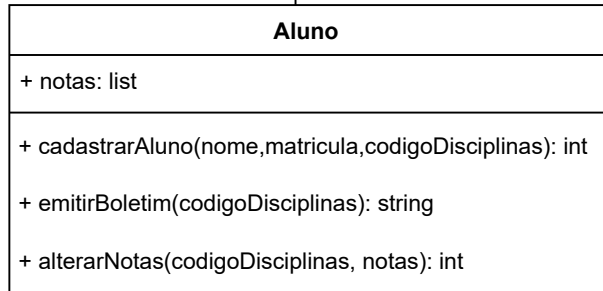 Aluno
+ notas: list
+ cadastrarAluno(nome,matricula,codigoDisciplinas): int
+ emitirBoletim(codigoDisciplinas): string
+ alterarNotas(codigoDisciplinas, notas): int